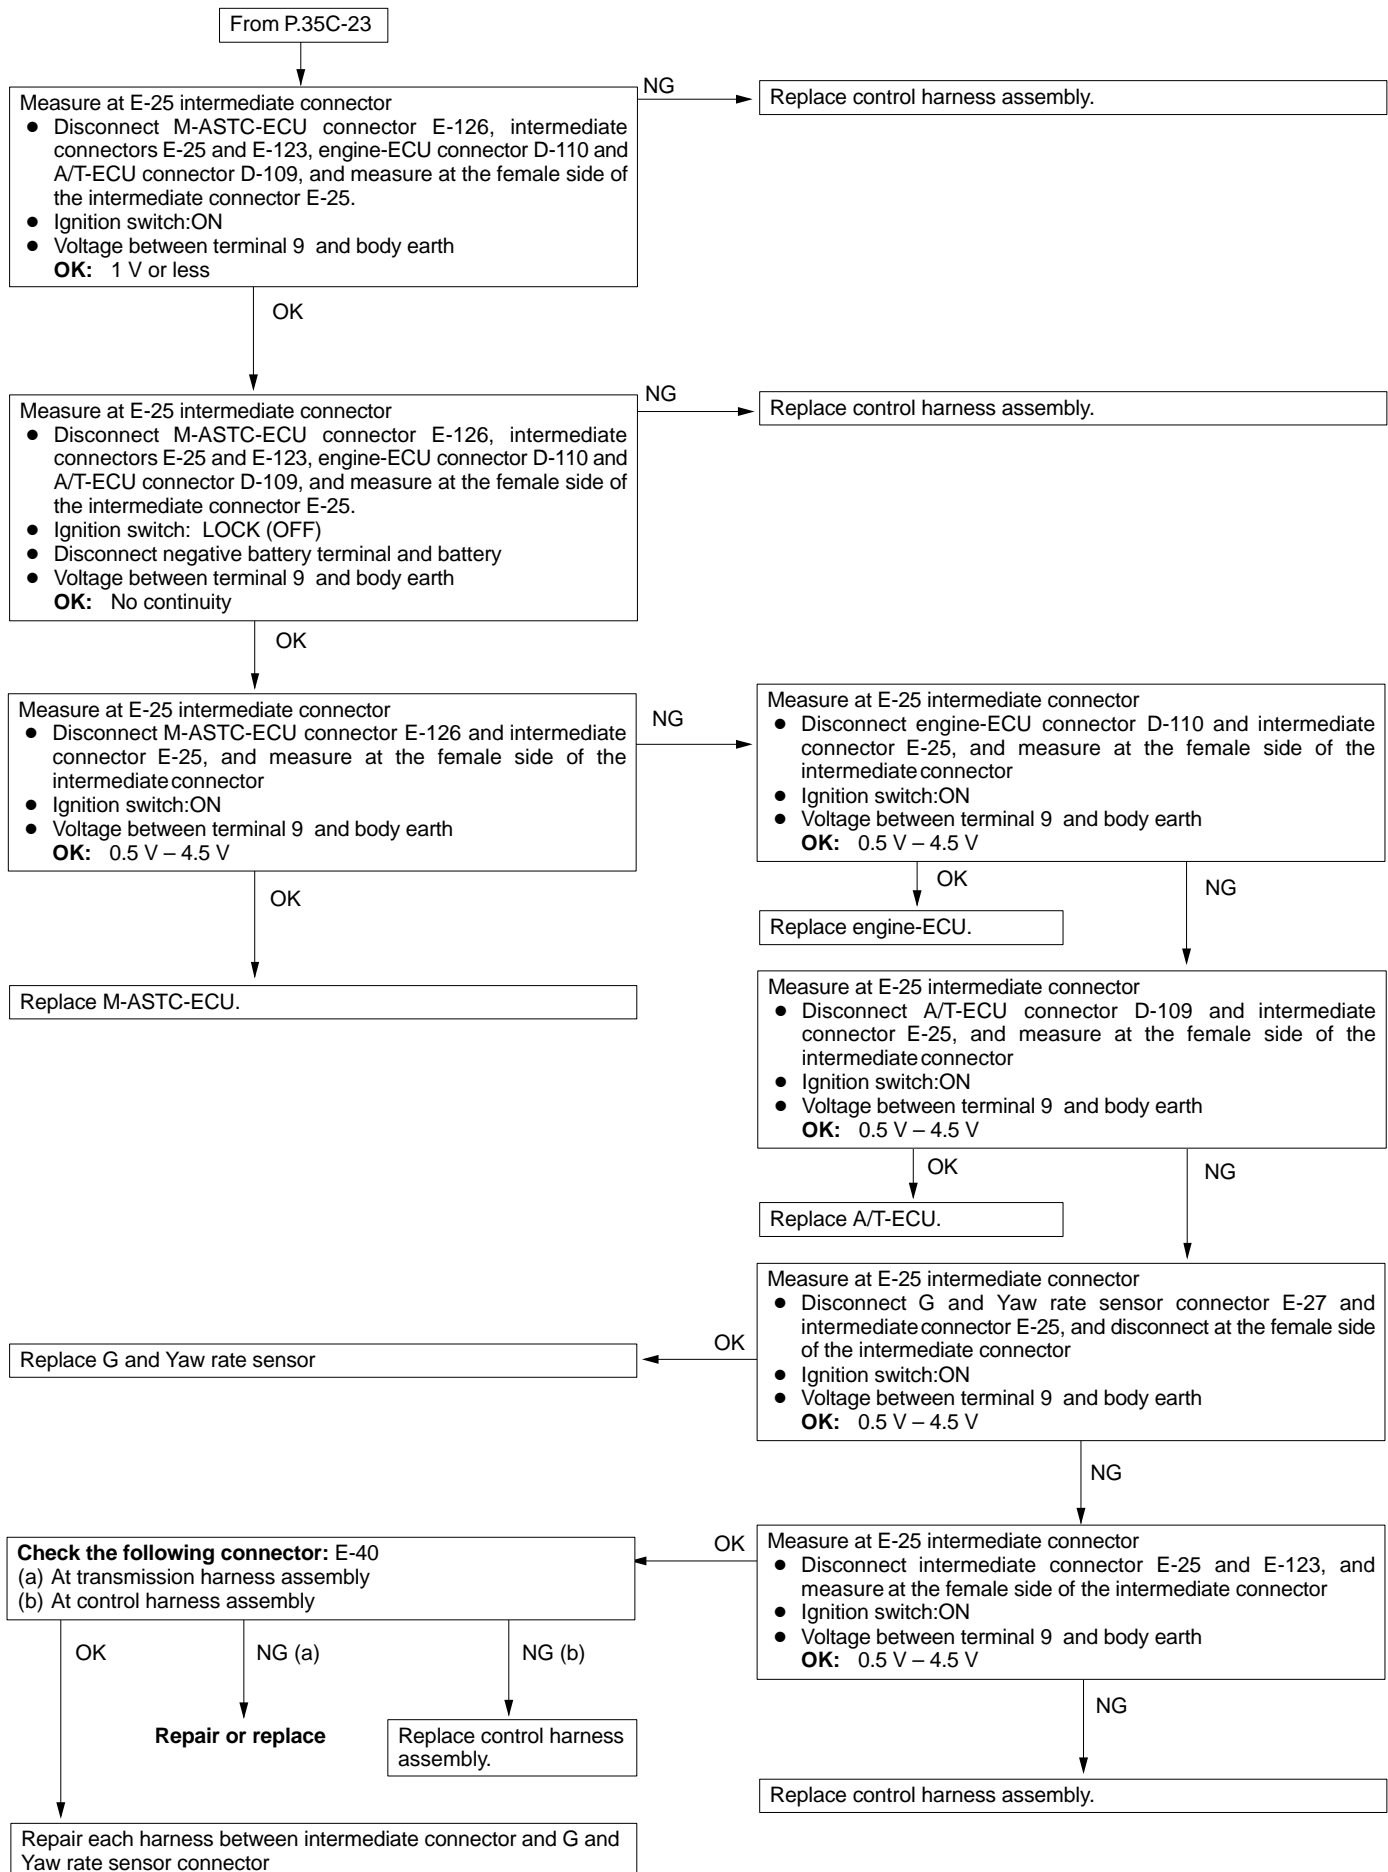 From P.35C-23
NG
Measure at E-25 intermediate connector
● Disconnect M-ASTC-ECU connector E-126, intermediate
connectors E-25 and E-123, engine-ECU connector D-110 and
A/T-ECU connector D-109, and measure at the female side of
the intermediate connector E-25.
● Ignition switch:ON
● Voltage between terminal 9 and body earth
OK: 1 V or less
Replace control harness assembly.
OK
NG
Measure at E-25 intermediate connector
● Disconnect M-ASTC-ECU connector E-126, intermediate
connectors E-25 and E-123, engine-ECU connector D-110 and
A/T-ECU connector D-109, and measure at the female side of
the intermediate connector E-25.
● Ignition switch: LOCK (OFF)
● Disconnect negative battery terminal and battery
● Voltage between terminal 9 and body earth
OK: No continuity
Replace control harness assembly.
OK
Measure at E-25 intermediate connector
● Disconnect M-ASTC-ECU connector E-126 and intermediate
connector E-25, and measure at the female side of the
intermediate connector
● Ignition switch:ON
● Voltage between terminal 9 and body earth
OK: 0.5 V – 4.5 V
NG
Measure at E-25 intermediate connector
● Disconnect engine-ECU connector D-110 and intermediate
connector E-25, and measure at the female side of the
intermediate connector
● Ignition switch:ON
● Voltage between terminal 9 and body earth
OK: 0.5 V – 4.5 V
OK
OK
NG
Replace engine-ECU.
Replace M-ASTC-ECU.
Measure at E-25 intermediate connector
● Disconnect A/T-ECU connector D-109 and intermediate
connector E-25, and measure at the female side of the
intermediate connector
● Ignition switch:ON
● Voltage between terminal 9 and body earth
OK: 0.5 V – 4.5 V
OK
NG
Replace A/T-ECU.
Measure at E-25 intermediate connector
● Disconnect G and Yaw rate sensor connector E-27 and
intermediate connector E-25, and disconnect at the female side
of the intermediate connector
● Ignition switch:ON
● Voltage between terminal 9 and body earth
OK: 0.5 V – 4.5 V
OK
Replace G and Yaw rate sensor
NG
Measure at E-25 intermediate connector
● Disconnect intermediate connector E-25 and E-123, and
measure at the female side of the intermediate connector
● Ignition switch:ON
● Voltage between terminal 9 and body earth
OK: 0.5 V – 4.5 V
OK
Check the following connector: E-40
(a) At transmission harness assembly
(b) At control harness assembly
OK
NG (a)
NG (b)
NG
Repair or replace
Replace control harness
assembly.
Replace control harness assembly.
Repair each harness between intermediate connector and G and
Yaw rate sensor connector